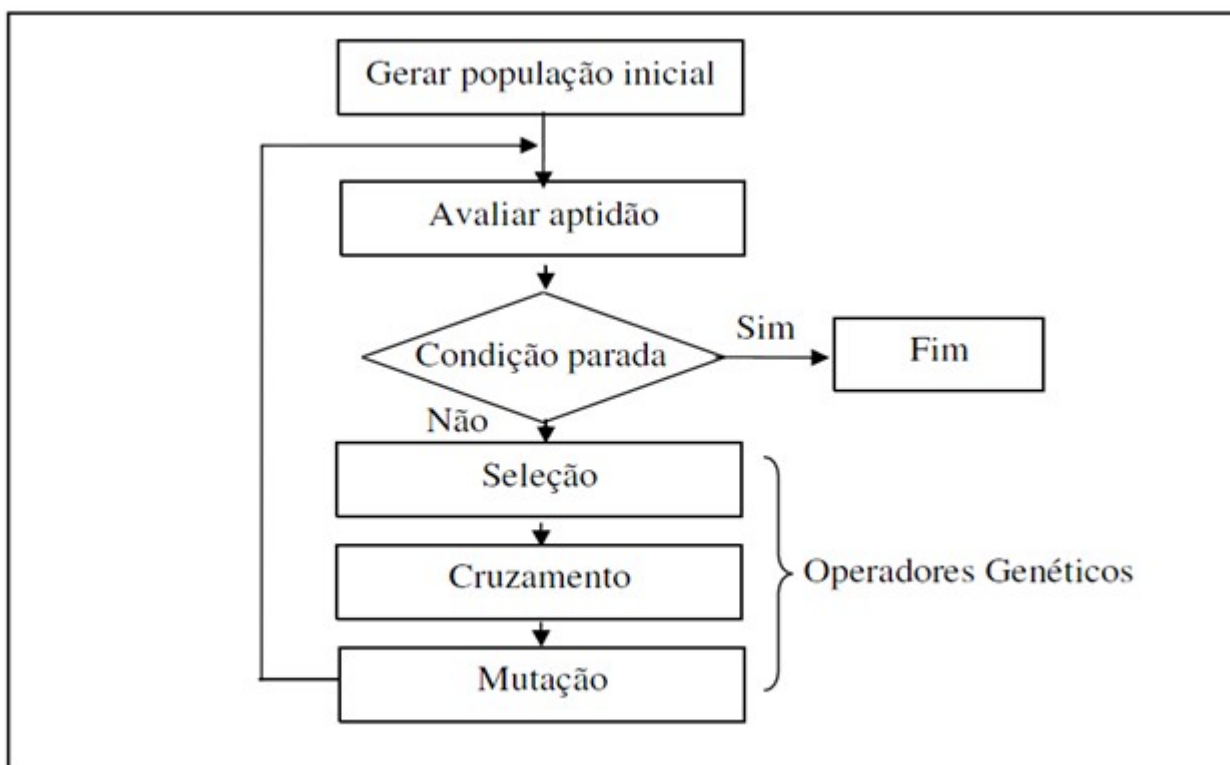 Gerar população inicial
Avaliar aptidão
Condição parada
Sim
Fim
Não
Seleção
Cruzamento
Operadores Genéticos
Mutação